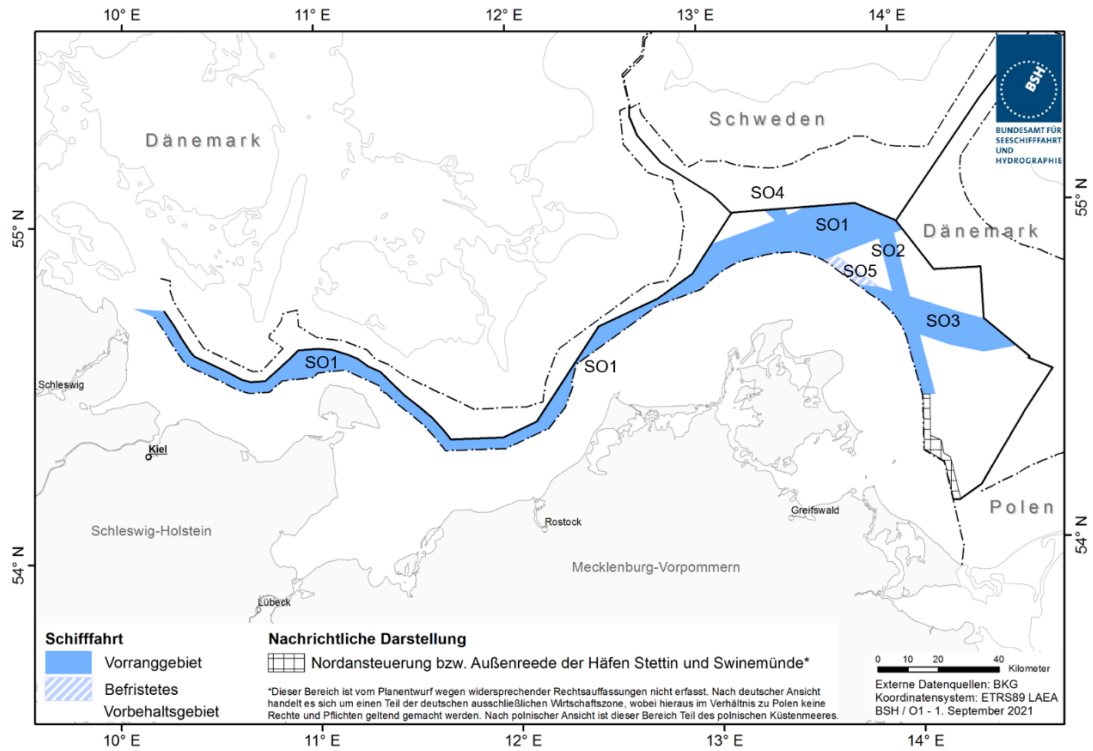 10° E 11° E 12° E 13° E 14° E
Dänemark
Schweden
BSH
BUNDESAMT FÜR
SEESCHIFFFAHRT
UND
HYDROGRAPHIE
55° N
55° N
SO4
SO1
Dänemark
SO2
SO5
SO3
SO1
SO1
Schleswig
Kiel
Polen
Greifswald
Rostock
Schleswig-Holstein
54° N
54° N
Mecklenburg-Vorpommern
Lübeck
Schifffahrt
Vorranggebiet
Befristetes
Vorbehaltsgebiet
Nachrichtliche Darstellung
Nordansteuerung bzw. Außenreede der Häfen Stettin und Swinemünde*
*Dieser Bereich ist vom Planentwurf wegen widersprechender Rechtsauffassungen nicht erfasst. Nach deutscher Ansicht
handelt es sich um einen Teil der deutschen ausschließlichen Wirtschaftszone, wobei hieraus im Verhältnis zu Polen keine
Rechte und Pflichten geltend gemacht werden. Nach polnischer Ansicht ist dieser Bereich Teil des polnischen Küstenmeeres.
0 10 20 40
Kilometer
Externe Datenquellen: BKG
Koordinatensystem: ETRS89 LAEA
BSH / O1 - 1. September 2021
10° E 11° E 12° E 13° E 14° E